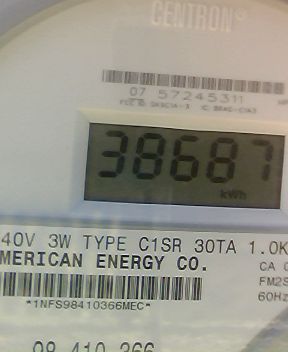 CENTRON®
07 57245311
38687
kWh
40V 3W TYPE C1SR 30TA 1.0K
MERICAN ENERGY CO.
CA
FM2S
60Hz
*1NFS98410366MEC*
98 410 366